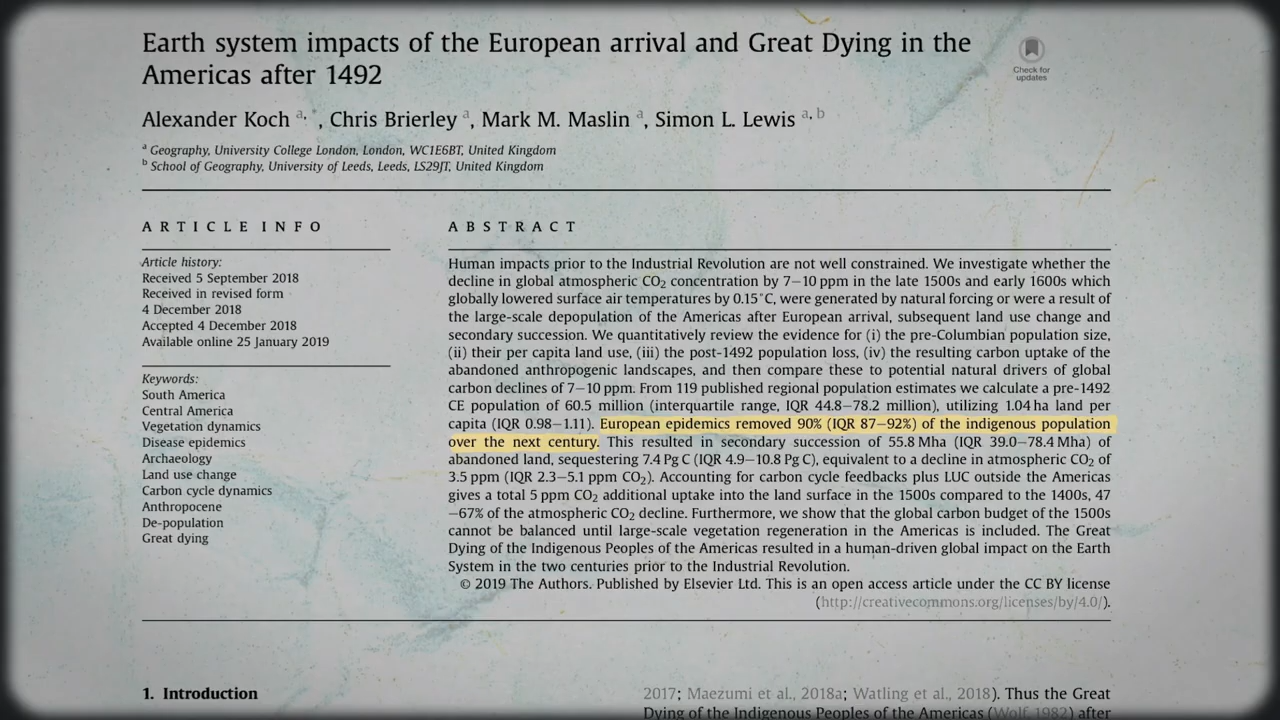 Earth system impacts of the European arrival and Great Dying in the
Americas after 1492
Check for
updates
Alexander Koch a, *, Chris Brierley a, Mark M. Maslin a, Simon L. Lewis a, b
a Geography, University College London, London, WC1E6BT, United Kingdom
b School of Geography, University of Leeds, Leeds, LS29JT, United Kingdom
ARTICLE INFO
Article history:
Received 5 September 2018
Received in revised form
4 December 2018
Accepted 4 December 2018
Available online 25 January 2019
Keywords:
South America
Central America
Vegetation dynamics
Disease epidemics
Archaeology
Land use change
Carbon cycle dynamics
Anthropocene
De-population
Great dying
ABSTRACT
Human impacts prior to the Industrial Revolution are not well constrained. We investigate whether the
decline in global atmospheric CO2 concentration by 7–10 ppm in the late 1500s and early 1600s which
globally lowered surface air temperatures by 0.15°C, were generated by natural forcing or were a result of
the large-scale depopulation of the Americas after European arrival, subsequent land use change and
secondary succession. We quantitatively review the evidence for (i) the pre-Columbian population size,
(ii) their per capita land use, (iii) the post-1492 population loss, (iv) the resulting carbon uptake of the
abandoned anthropogenic landscapes, and then compare these to potential natural drivers of global
carbon declines of 7–10 ppm. From 119 published regional population estimates we calculate a pre-1492
CE population of 60.5 million (interquartile range, IQR 44.8–78.2 million), utilizing 1.04 ha land per
capita (IQR 0.98–1.11). European epidemics removed 90% (IQR 87–92%) of the indigenous population
over the next century. This resulted in secondary succession of 55.8 Mha (IQR 39.0–78.4 Mha) of
abandoned land, sequestering 7.4 Pg C (IQR 4.9–10.8 Pg C), equivalent to a decline in atmospheric CO2 of
3.5 ppm (IQR 2.3–5.1 ppm CO2). Accounting for carbon cycle feedbacks plus LUC outside the Americas
gives a total 5 ppm CO2 additional uptake into the land surface in the 1500s compared to the 1400s, 47
–67% of the atmospheric CO2 decline. Furthermore, we show that the global carbon budget of the 1500s
cannot be balanced until large-scale vegetation regeneration in the Americas is included. The Great
Dying of the Indigenous Peoples of the Americas resulted in a human-driven global impact on the Earth
System in the two centuries prior to the Industrial Revolution.
© 2019 The Authors. Published by Elsevier Ltd. This is an open access article under the CC BY license
(http://creativecommons.org/licenses/by/4.0/).
1. Introduction
2017; Maezumi et al., 2018a; Watling et al., 2018). Thus the Great
Dying of the Indigenous Peoples of the Americas (Wolf, 1982) after